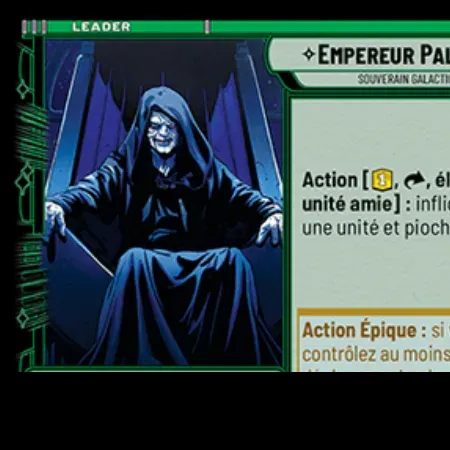 LEADER
EMPEREUR PAL
SOUVERAIN GALACTI
Action [1, , él
unité amie] : inflig
une unité et pioch
Action Épique : si
contrôlez au moins